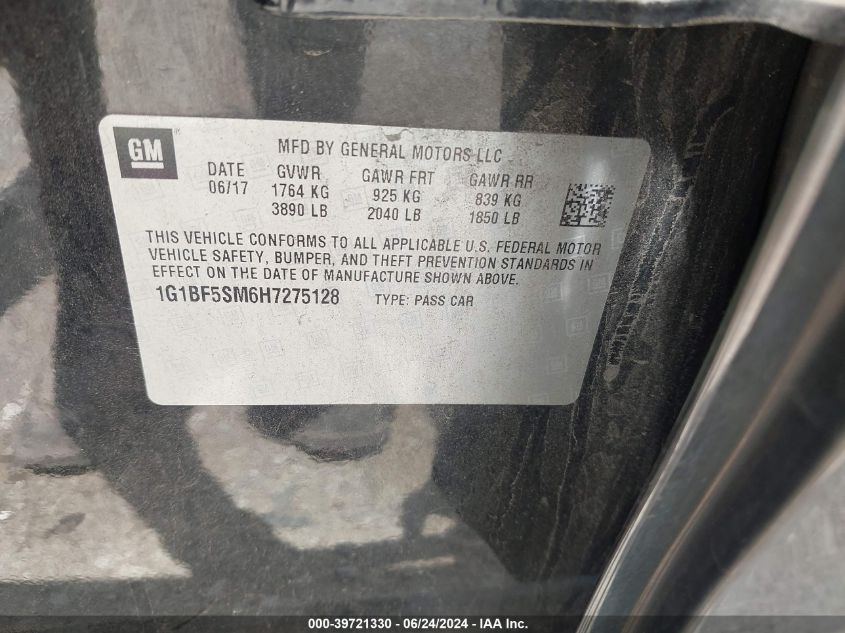 GM
MFD BY GENERAL MOTORS LLC
DATE GVWR GAWR FRT GAWR RR
06/17 1764 KG 925 KG 839 KG
3890 LB 2040 LB 1850 LB
THIS VEHICLE CONFORMS TO ALL APPLICABLE U.S. FEDERAL MOTOR
VEHICLE SAFETY, BUMPER, AND THEFT PREVENTION STANDARDS IN
EFFECT ON THE DATE OF MANUFACTURE SHOWN ABOVE.
1G1BF5SM6H7275128 TYPE: PASS CAR
000-39721330 - 06/24/2024 - IAA Inc.